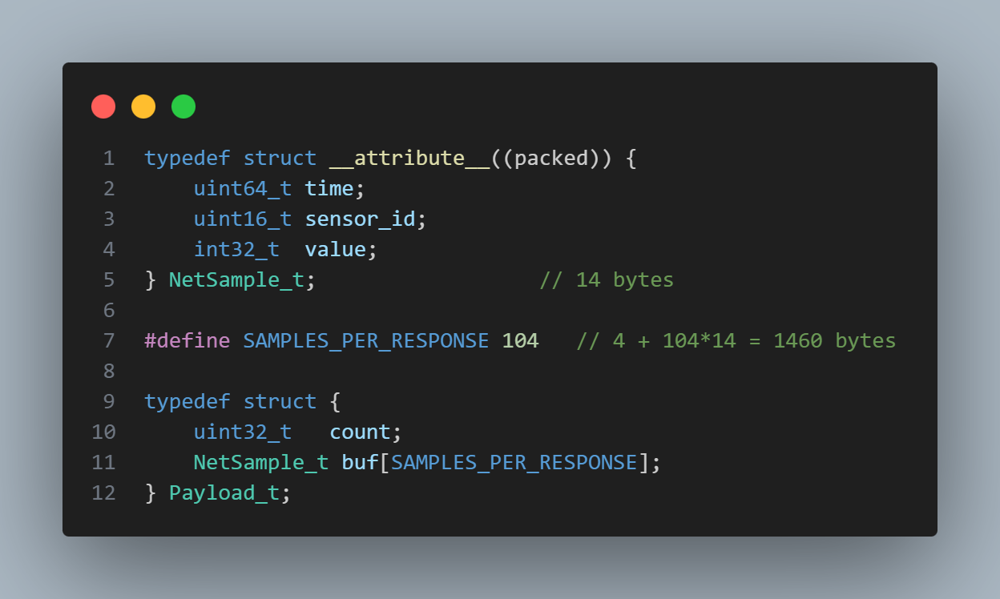 1 typedef struct __attribute__((packed)) {
2     uint64_t time;
3     uint16_t sensor_id;
4     int32_t  value;
5 } NetSample_t;                  // 14 bytes
6
7 #define SAMPLES_PER_RESPONSE 104   // 4 + 104*14 = 1460 bytes
8
9 typedef struct {
10     uint32_t   count;
11     NetSample_t buf[SAMPLES_PER_RESPONSE];
12 } Payload_t;